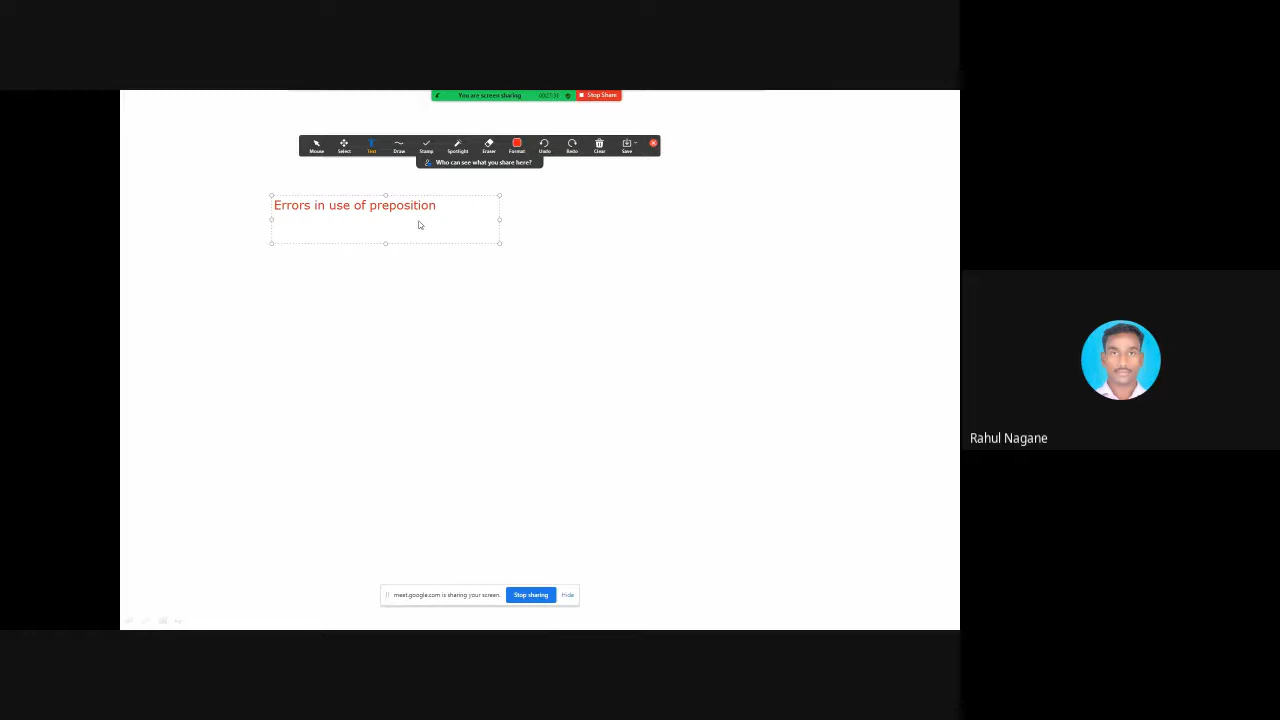 You are screen sharing
Stop Share
Mouse Select Text Draw Stamp Spotlight Eraser Format Undo Redo Clear Save
Who can see what you share here?
Errors in use of preposition
Rahul Nagane
meet.google.com is sharing your screen. Stop sharing Hide